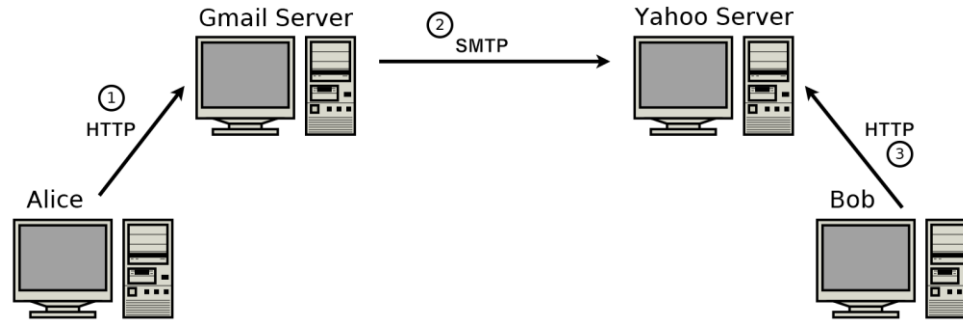 Gmail Server
Yahoo Server
2
SMTP
1
HTTP
HTTP
3
Alice
Bob